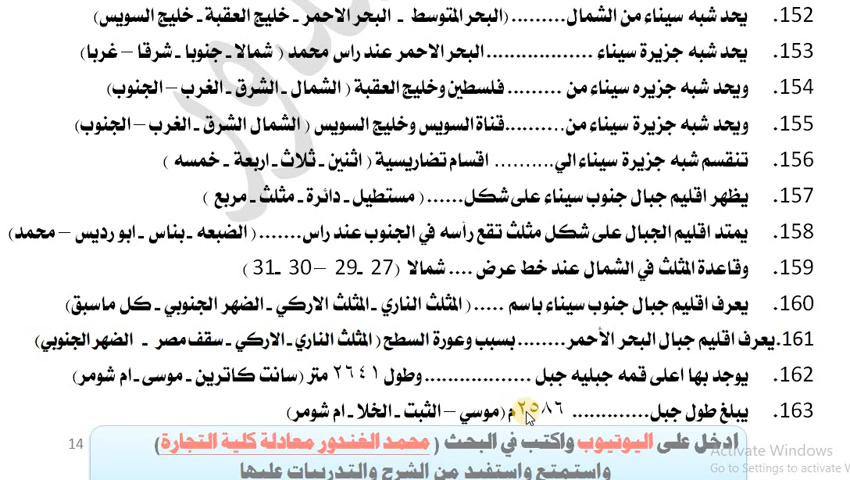 152. يحد شبه سيناء من الشمال.........(البحر المتوسط ـ البحر الاحمر ـ خليج العقبة ـ خليج السويس)
153. يحد شبه جزيرة سيناء .................. البحر الاحمر عند راس محمد ( شمالا ـ جنوبا ـ شرقا – غربا)
154. ويحد شبه جزيره سيناء من ......... فلسطين وخليج العقبة ( الشمال ـ الشرق ـ الغرب – الجنوب)
155. ويحد شبه جزيرة سيناء من..........قناة السويس وخليج السويس ( الشمال الشرق ـ الغرب – الجنوب)
156. تنقسم شبه جزيرة سيناء الي.......... اقسام تضاريسية ( اثنين ـ ثلاث ـ اربعة ـ خمسه )
157. يظهر اقليم جبال جنوب سيناء على شكل......( مستطيل ـ دائرة ـ مثلث ـ مربع )
158. يمتد اقليم الجبال على شكل مثلث تقع رأسه في الجنوب عند راس.......( الضبعه ـ بناس ـ ابو رديس – محمد)
159. وقاعدة المثلث في الشمال عند خط عرض .... شمالا (27 ـ 29 – 30 ـ 31 )
160. يعرف اقليم جبال جنوب سيناء باسم .....( المثلث الناري ـ المثلث الاركي ـ الضهر الجنوبي ـ كل ماسبق)
161. يعرف اقليم جبال البحر الأحمر........بسبب وعورة السطح ( المثلث الناري ـ الاركي ـ سقف مصر ـ الضهر الجنوبي)
162. يوجد بها اعلى قمه جبليه جبل ..................وطول ٢٦٤١ متر (سانت كاترين ـ موسى ـ ام شومر)
163. يبلغ طول جبل............. ٢٥٨٦م (موسي – الثبت ـ الخلا ـ ام شومر)
ادخل على اليوتيوب واكتب في البحث ( محمد الغندور معادلة كلية التجارة)
واستمتع واستفيد من الشرح والتدريبات عليها
14
Activate Windows
Go to Settings to activate W